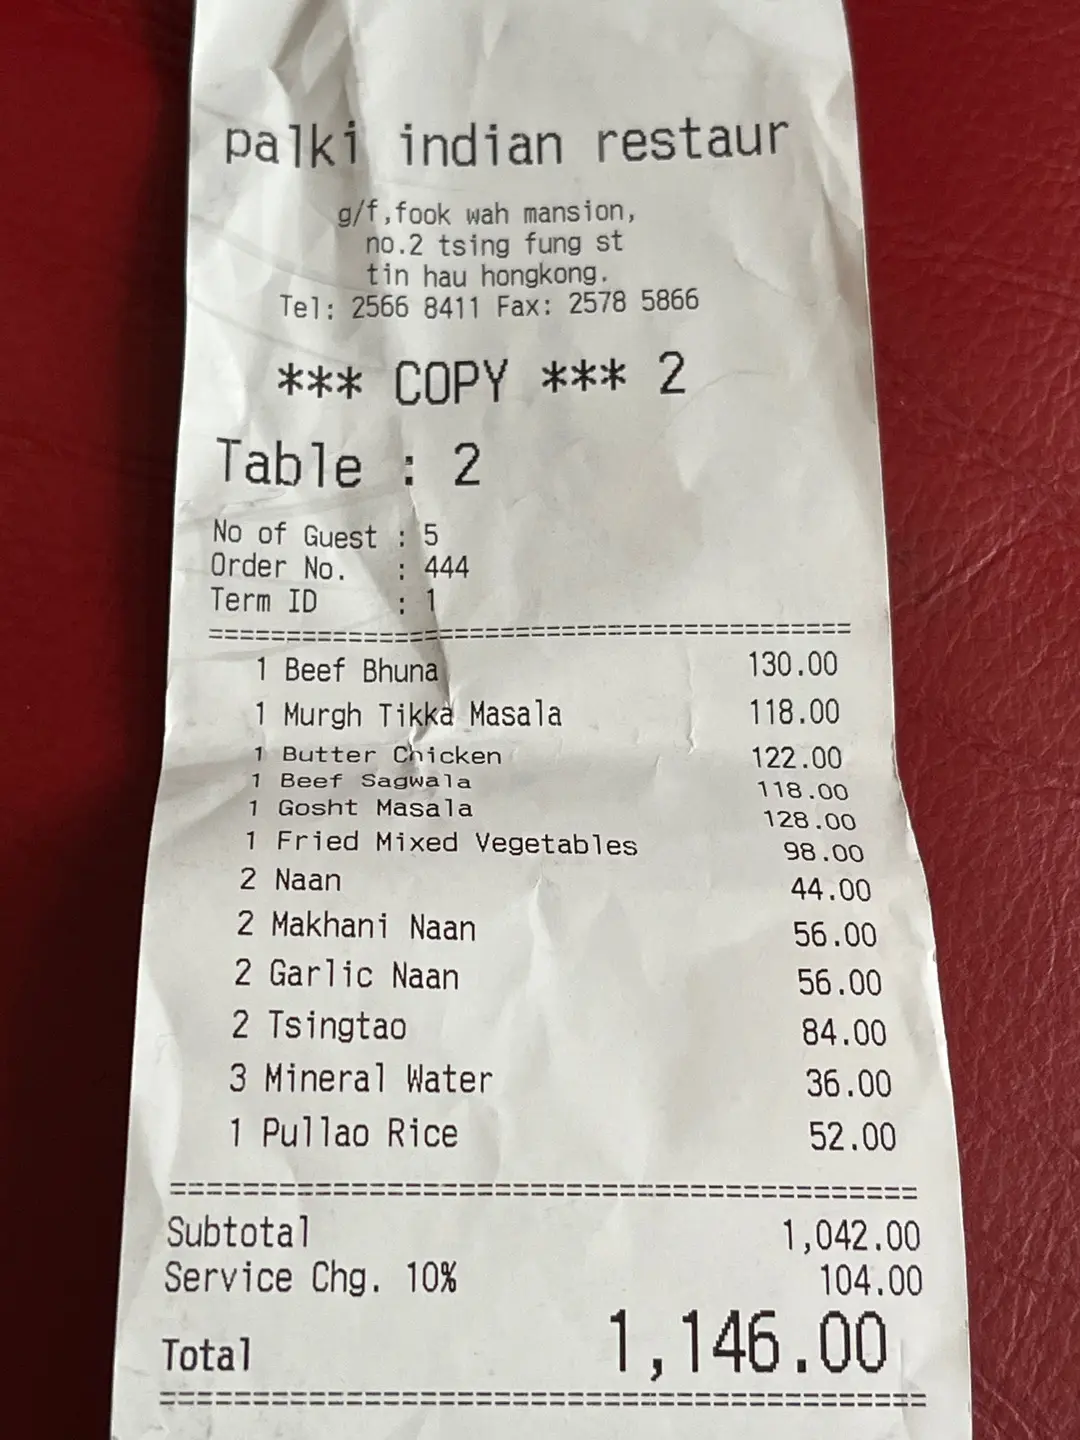 palki indian restaur
g/f,fook wah mansion,
no.2 tsing fung st
tin hau hongkong.
Tel: 2566 8411 Fax: 2578 5866
*** COPY *** 2
Table : 2
No of Guest : 5
Order No. : 444
Term ID : 1
1 Beef Bhuna 130.00
1 Murgh Tikka Masala 118.00
1 Butter Chicken 122.00
1 Beef Sagwala 118.00
1 Gosht Masala 128.00
1 Fried Mixed Vegetables 98.00
2 Naan 44.00
2 Makhani Naan 56.00
2 Garlic Naan 56.00
2 Tsingtao 84.00
3 Mineral Water 36.00
1 Pullao Rice 52.00
Subtotal 1,042.00
Service Chg. 10% 104.00
Total 1,146.00